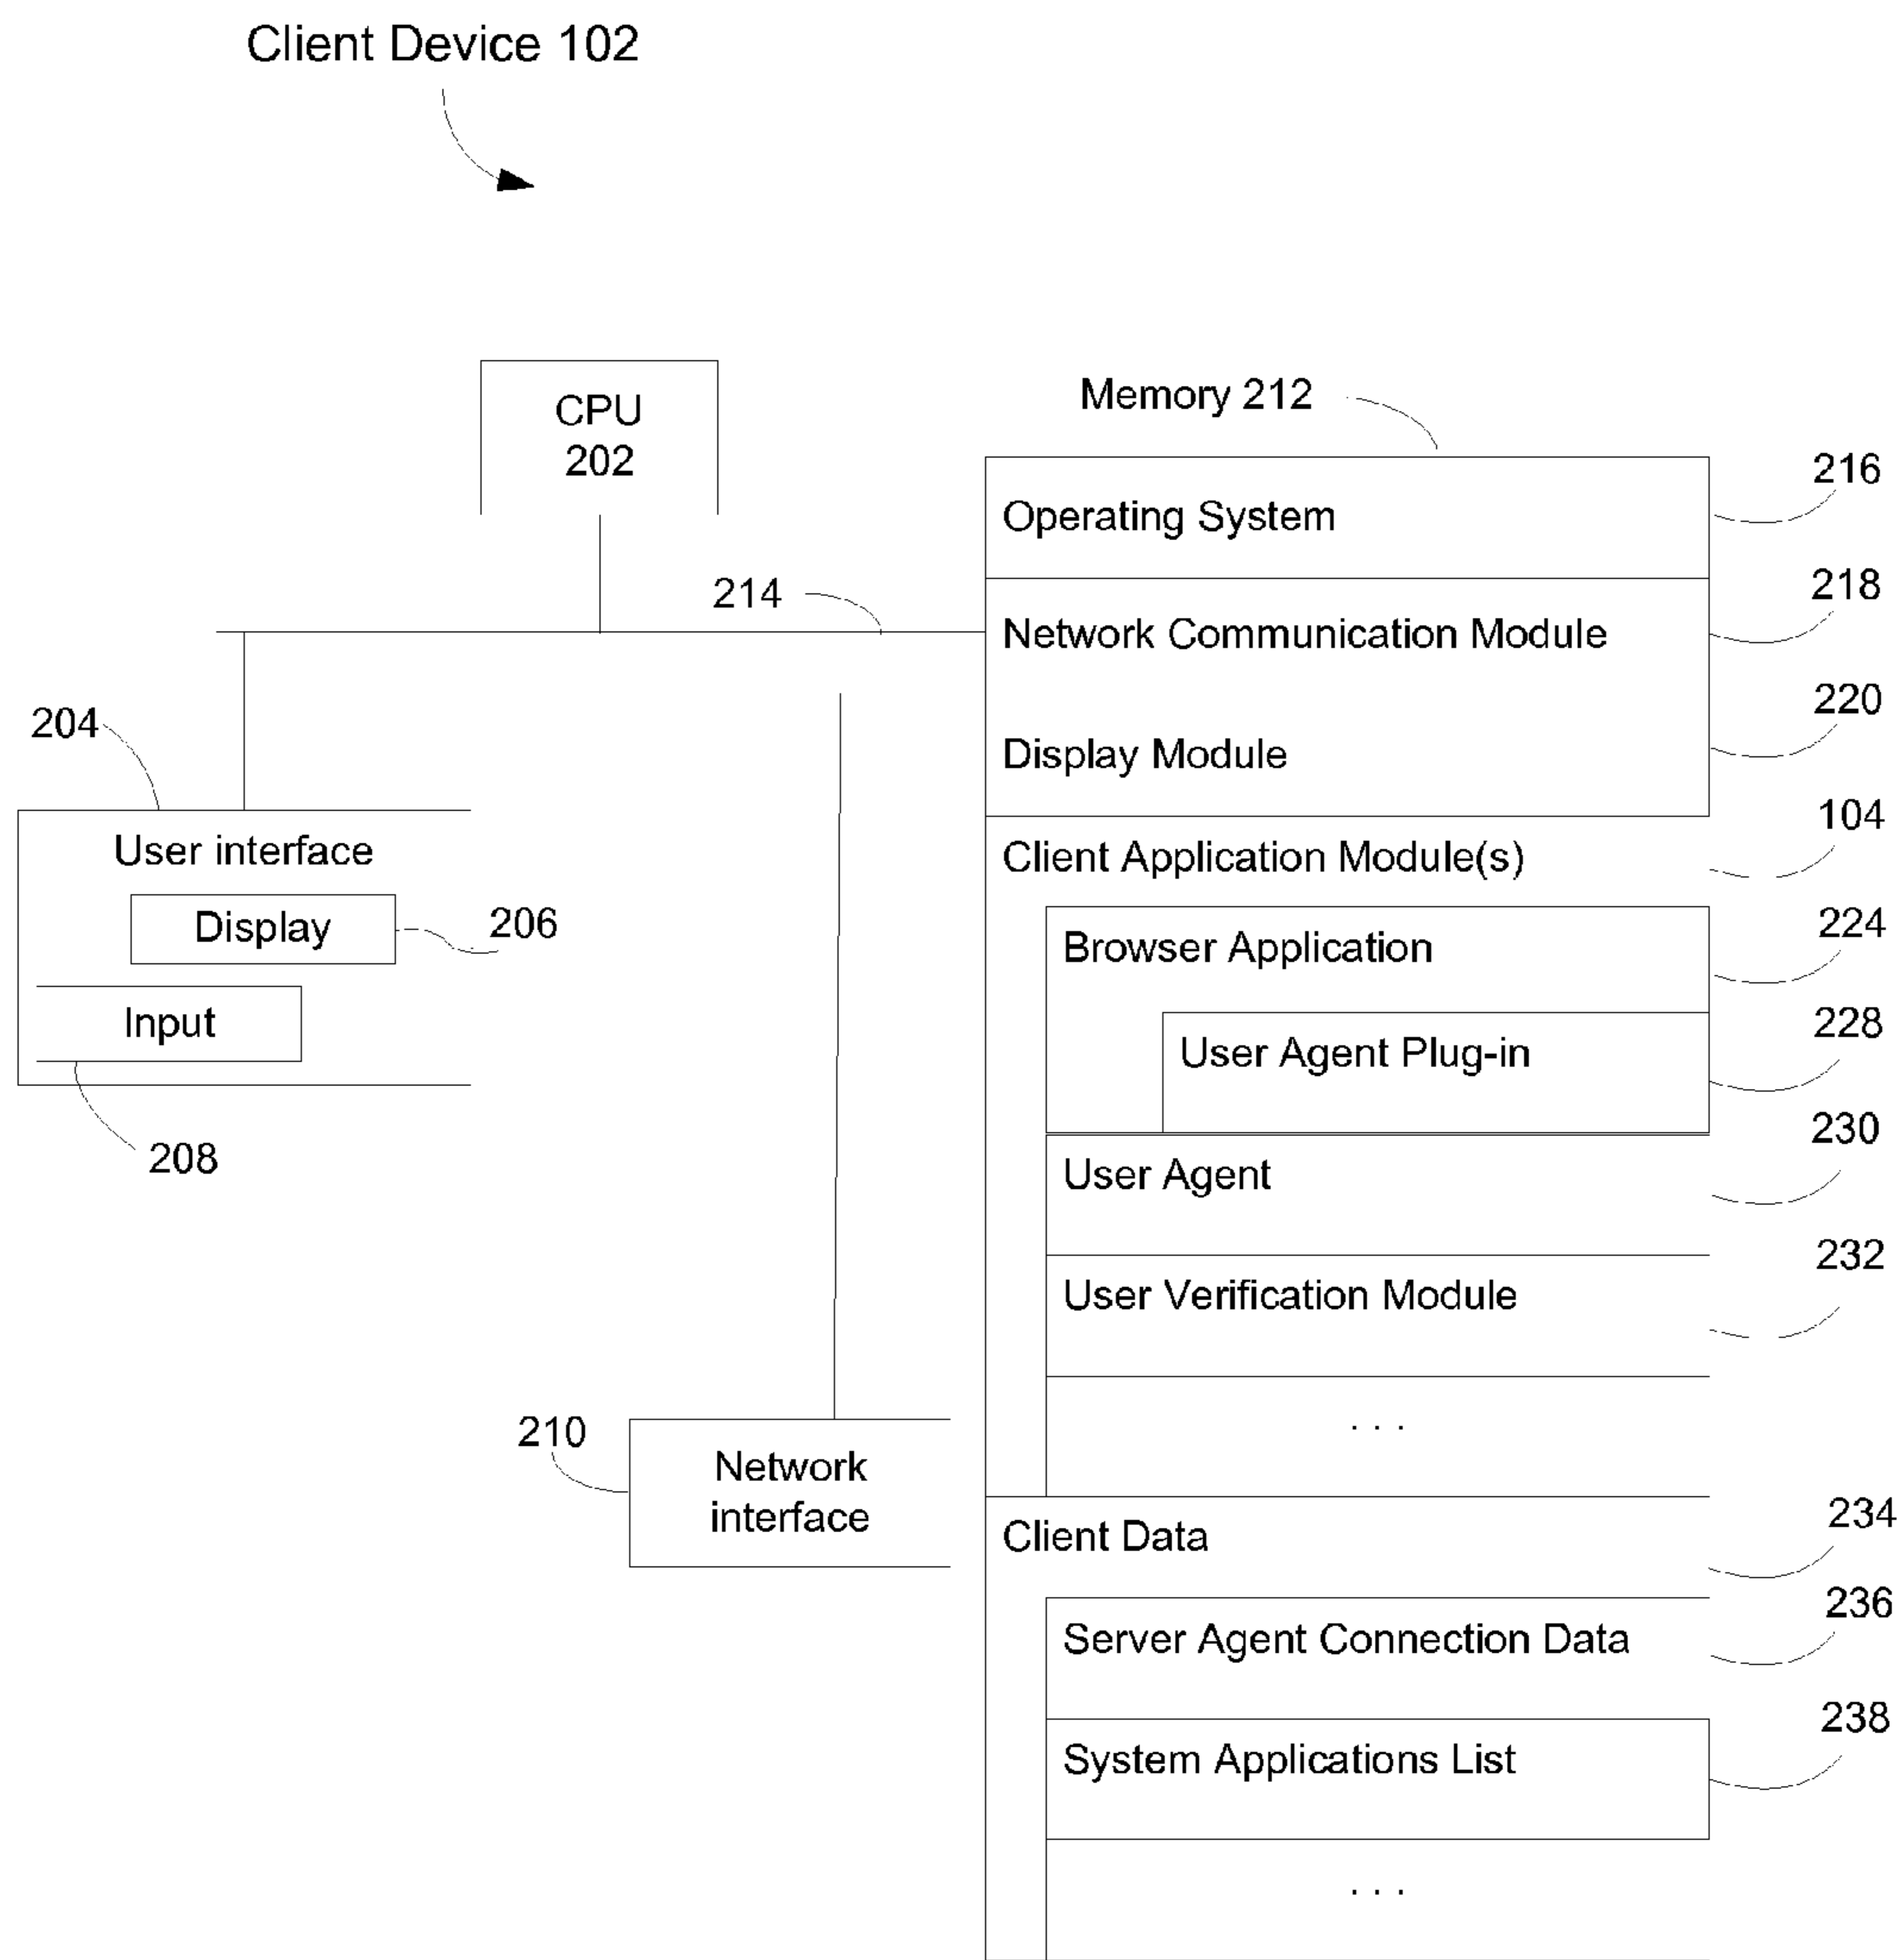 Client Device 102
CPU
202
Memory 212
216
Operating System
214
218
Network Communication Module
204
220
Display Module
User interface
104
Client Application Module(s)
Display
206
224
Browser Application
Input
228
User Agent Plug-in
208
230
User Agent
232
User Verification Module
. . .
210
Network
interface
234
Client Data
236
Server Agent Connection Data
238
System Applications List
. . .